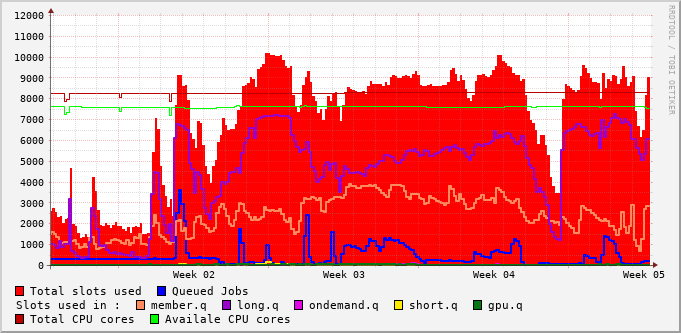 RRDTOOL / TOBI OETIKER
12000
11000
10000
9000
8000
7000
6000
5000
4000
3000
2000
1000
0
Week 02 Week 03 Week 04 Week 05
Total slots used Queued Jobs
Slots used in : member.q long.q ondemand.q short.q gpu.q
Total CPU cores Availale CPU cores